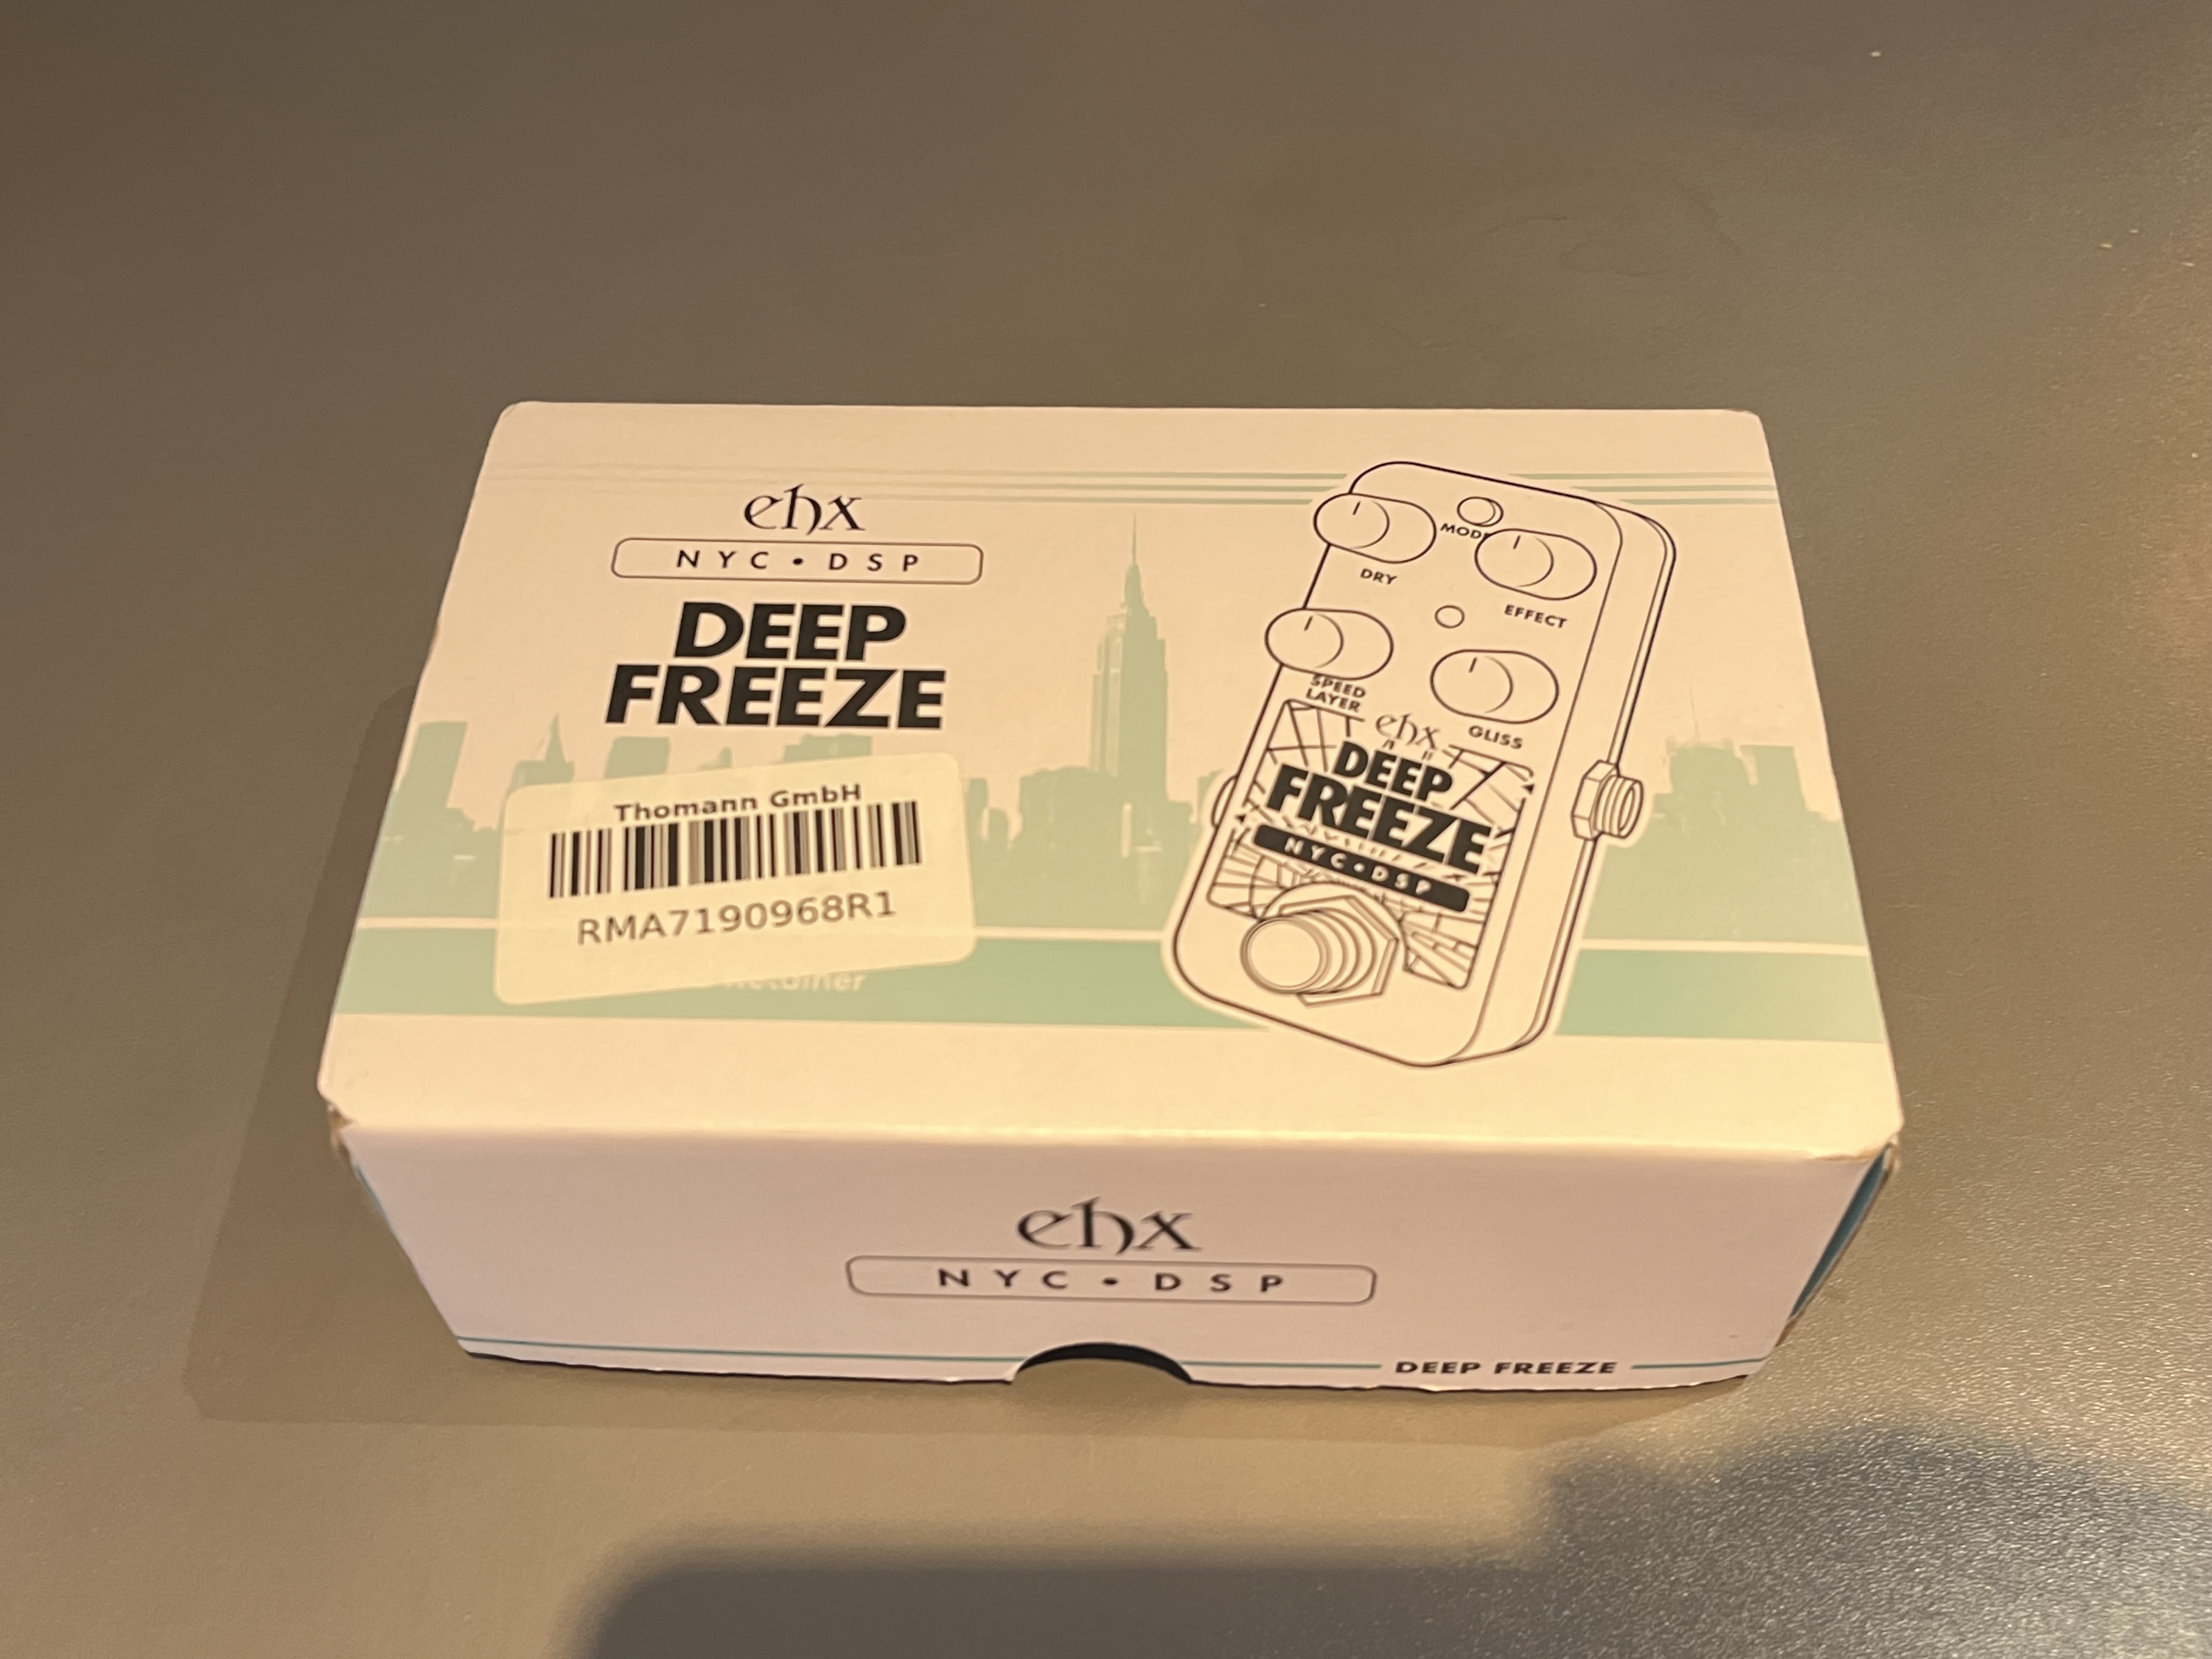 ehx
NYC•DSP
DEEP
FREEZE
Thomann GmbH
RMA7190968R1
MODE
DRY
EFFECT
SPEED
LAYER
GLISS
ehx
DEEP
FREEZE
NYC•DSP
ehx
NYC•DSP
DEEP FREEZE